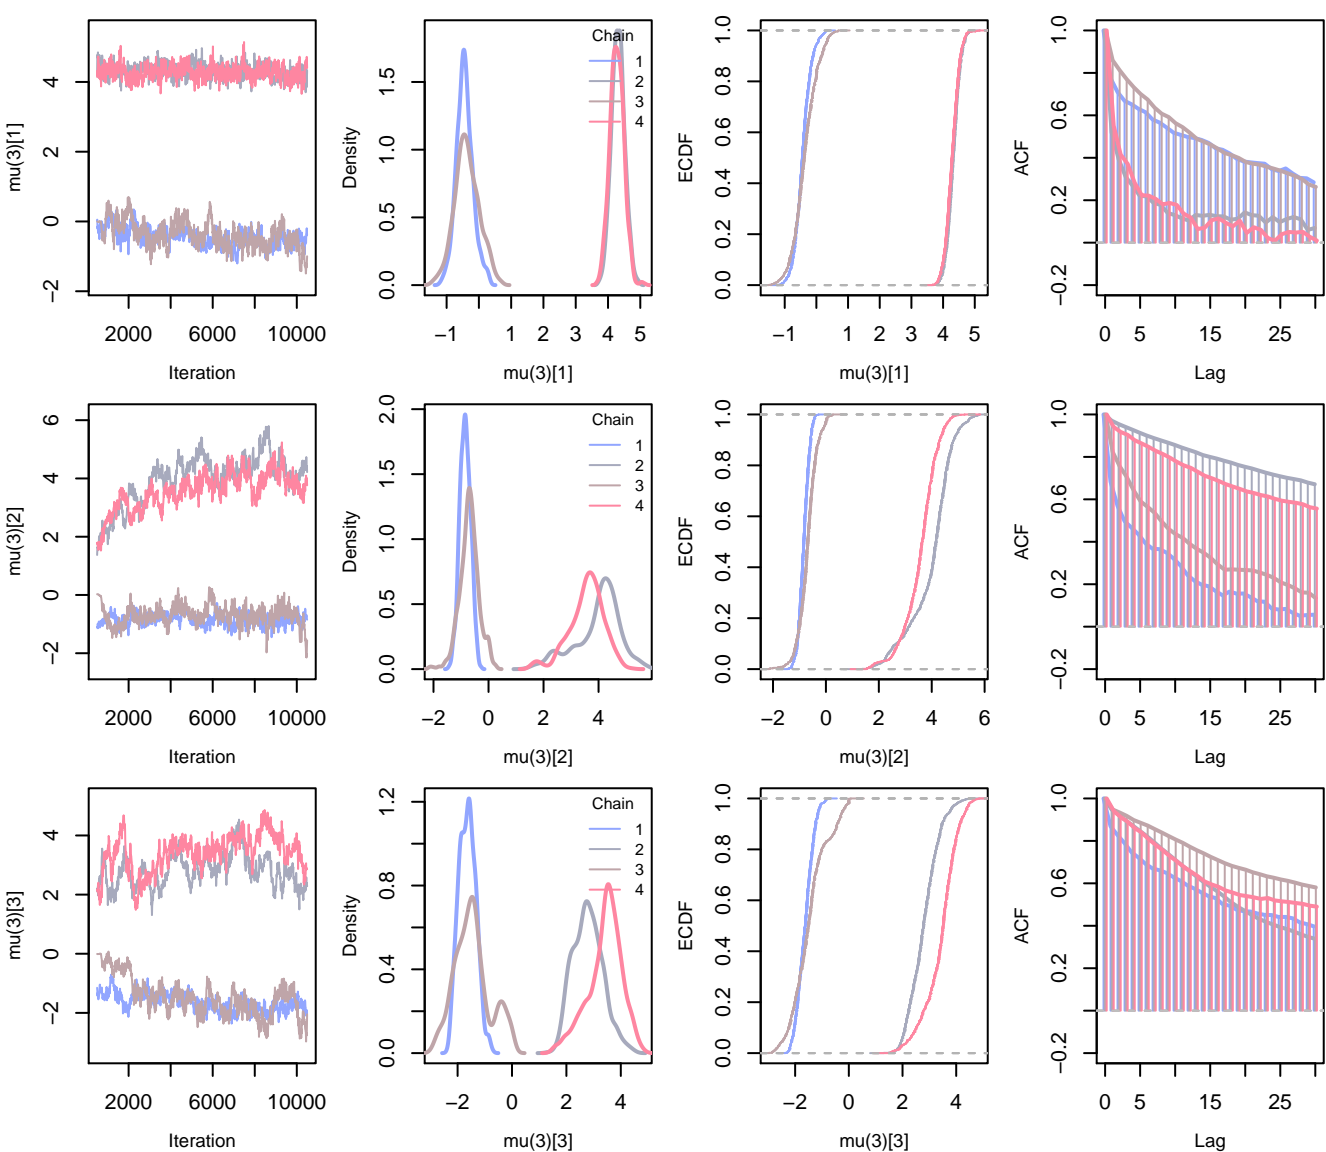 mu(3)[1]
4
2
0
−2
2000 6000 10000
Iteration
Density
1.5
1.0
0.5
0.0
Chain
1
2
3
4
−1 1 2 3 4 5
mu(3)[1]
ECDF
1.0
0.8
0.6
0.4
0.2
0.0
−1 1 2 3 4 5
mu(3)[1]
ACF
1.0
0.6
0.2
−0.2
0 5 15 25
Lag
mu(3)[2]
6
4
2
0
−2
2000 6000 10000
Iteration
Density
2.0
1.5
1.0
0.5
0.0
Chain
1
2
3
4
−2 0 2 4
mu(3)[2]
ECDF
1.0
0.8
0.6
0.4
0.2
0.0
−2 0 2 4 6
mu(3)[2]
ACF
1.0
0.6
0.2
−0.2
0 5 15 25
Lag
mu(3)[3]
4
2
0
−2
2000 6000 10000
Iteration
Density
1.2
0.8
0.4
0.0
Chain
1
2
3
4
−2 0 2 4
mu(3)[3]
ECDF
1.0
0.8
0.6
0.4
0.2
0.0
−2 0 2 4
mu(3)[3]
ACF
1.0
0.6
0.2
−0.2
0 5 15 25
Lag